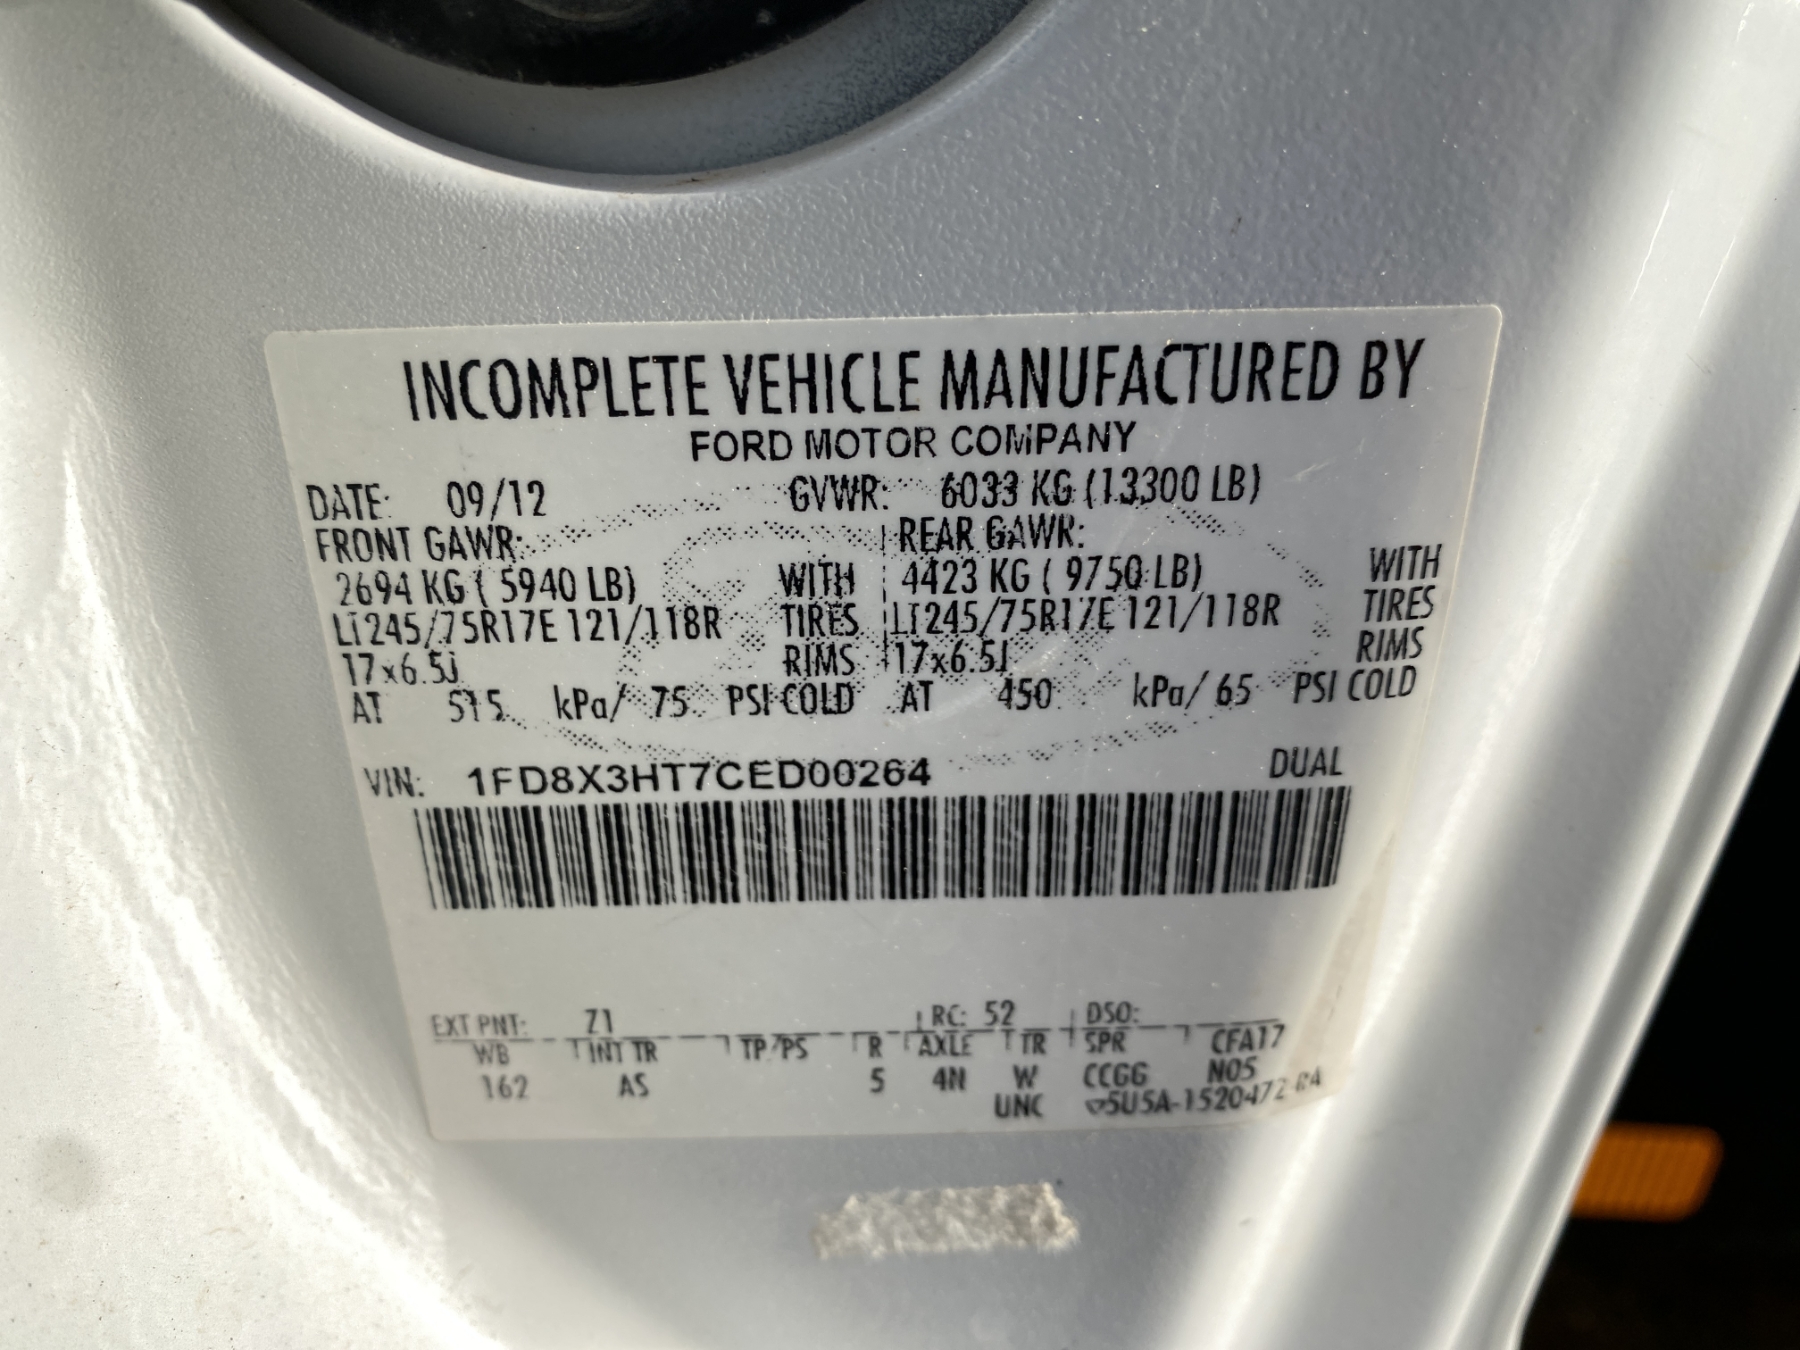 INCOMPLETE VEHICLE MANUFACTURED BY
FORD MOTOR COMPANY
DATE: 09/12 GVWR: 6033 KG (13300 LB)
FRONT GAWR: REAR GAWR:
2694 KG ( 5940 LB) WITH 4423 KG ( 9750 LB) WITH
LT245/75R17E 121/118R TIRES LT245/75R17E 121/118R TIRES
17x6.5J RIMS 17x6.5J RIMS
AT 515 kPa/ 75 PSI COLD AT 450 kPa/ 65 PSI COLD
VIN: 1FD8X3HT7CED00264 DUAL
EXT PNT: Z1 RC: 52 DSO:
WB INT TR TP/PS R AXLE TR SPR CFA17
162 AS 5 4N W CCGG N05
UNC 5U5A-1520472-